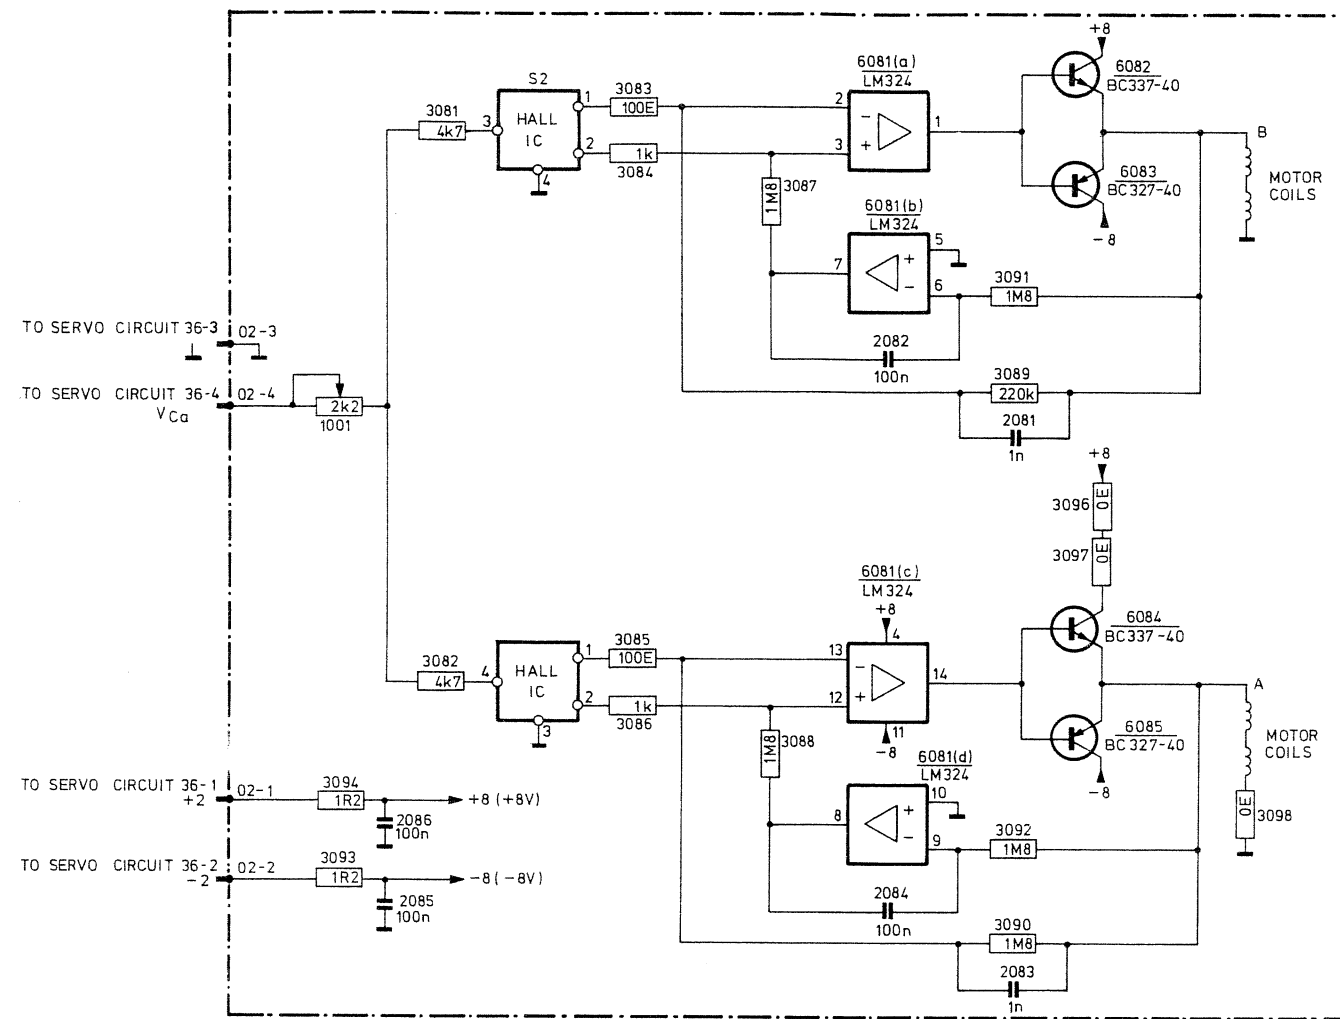 +8
6082
BC337-40
6081(a)
LM324
S2
3083
1
100E
2
-
1
3081
3
4k7
HALL
IC
B
2
1k
3084
3
+
4
MOTOR
COILS
6083
BC327-40
-8
1M8
3087
6081(b)
LM324
5
+
7
-
6
3091
1M8
TO SERVO CIRCUIT 36-3
02-3
2082
100n
3089
220k
TO SERVO CIRCUIT 36-4
02-4
VCa
2k2
1001
2081
1n
+8
3096
0E
3097
0E
6081(c)
LM324
+8
4
6084
BC337-40
3085
1
100E
13
-
14
3082
4
4k7
HALL
IC
A
2
1k
3086
12
+
3
11
-8
6085
BC327-40
-8
MOTOR
COILS
1M8
3088
6081(d)
LM324
10
+
8
-
9
3092
1M8
0E
3098
TO SERVO CIRCUIT 36-1
+2
02-1
3094
1R2
+8 (+8V)
2086
100n
TO SERVO CIRCUIT 36-2
-2
02-2
3093
1R2
-8 (-8V)
2085
100n
2084
100n
3090
1M8
2083
1n